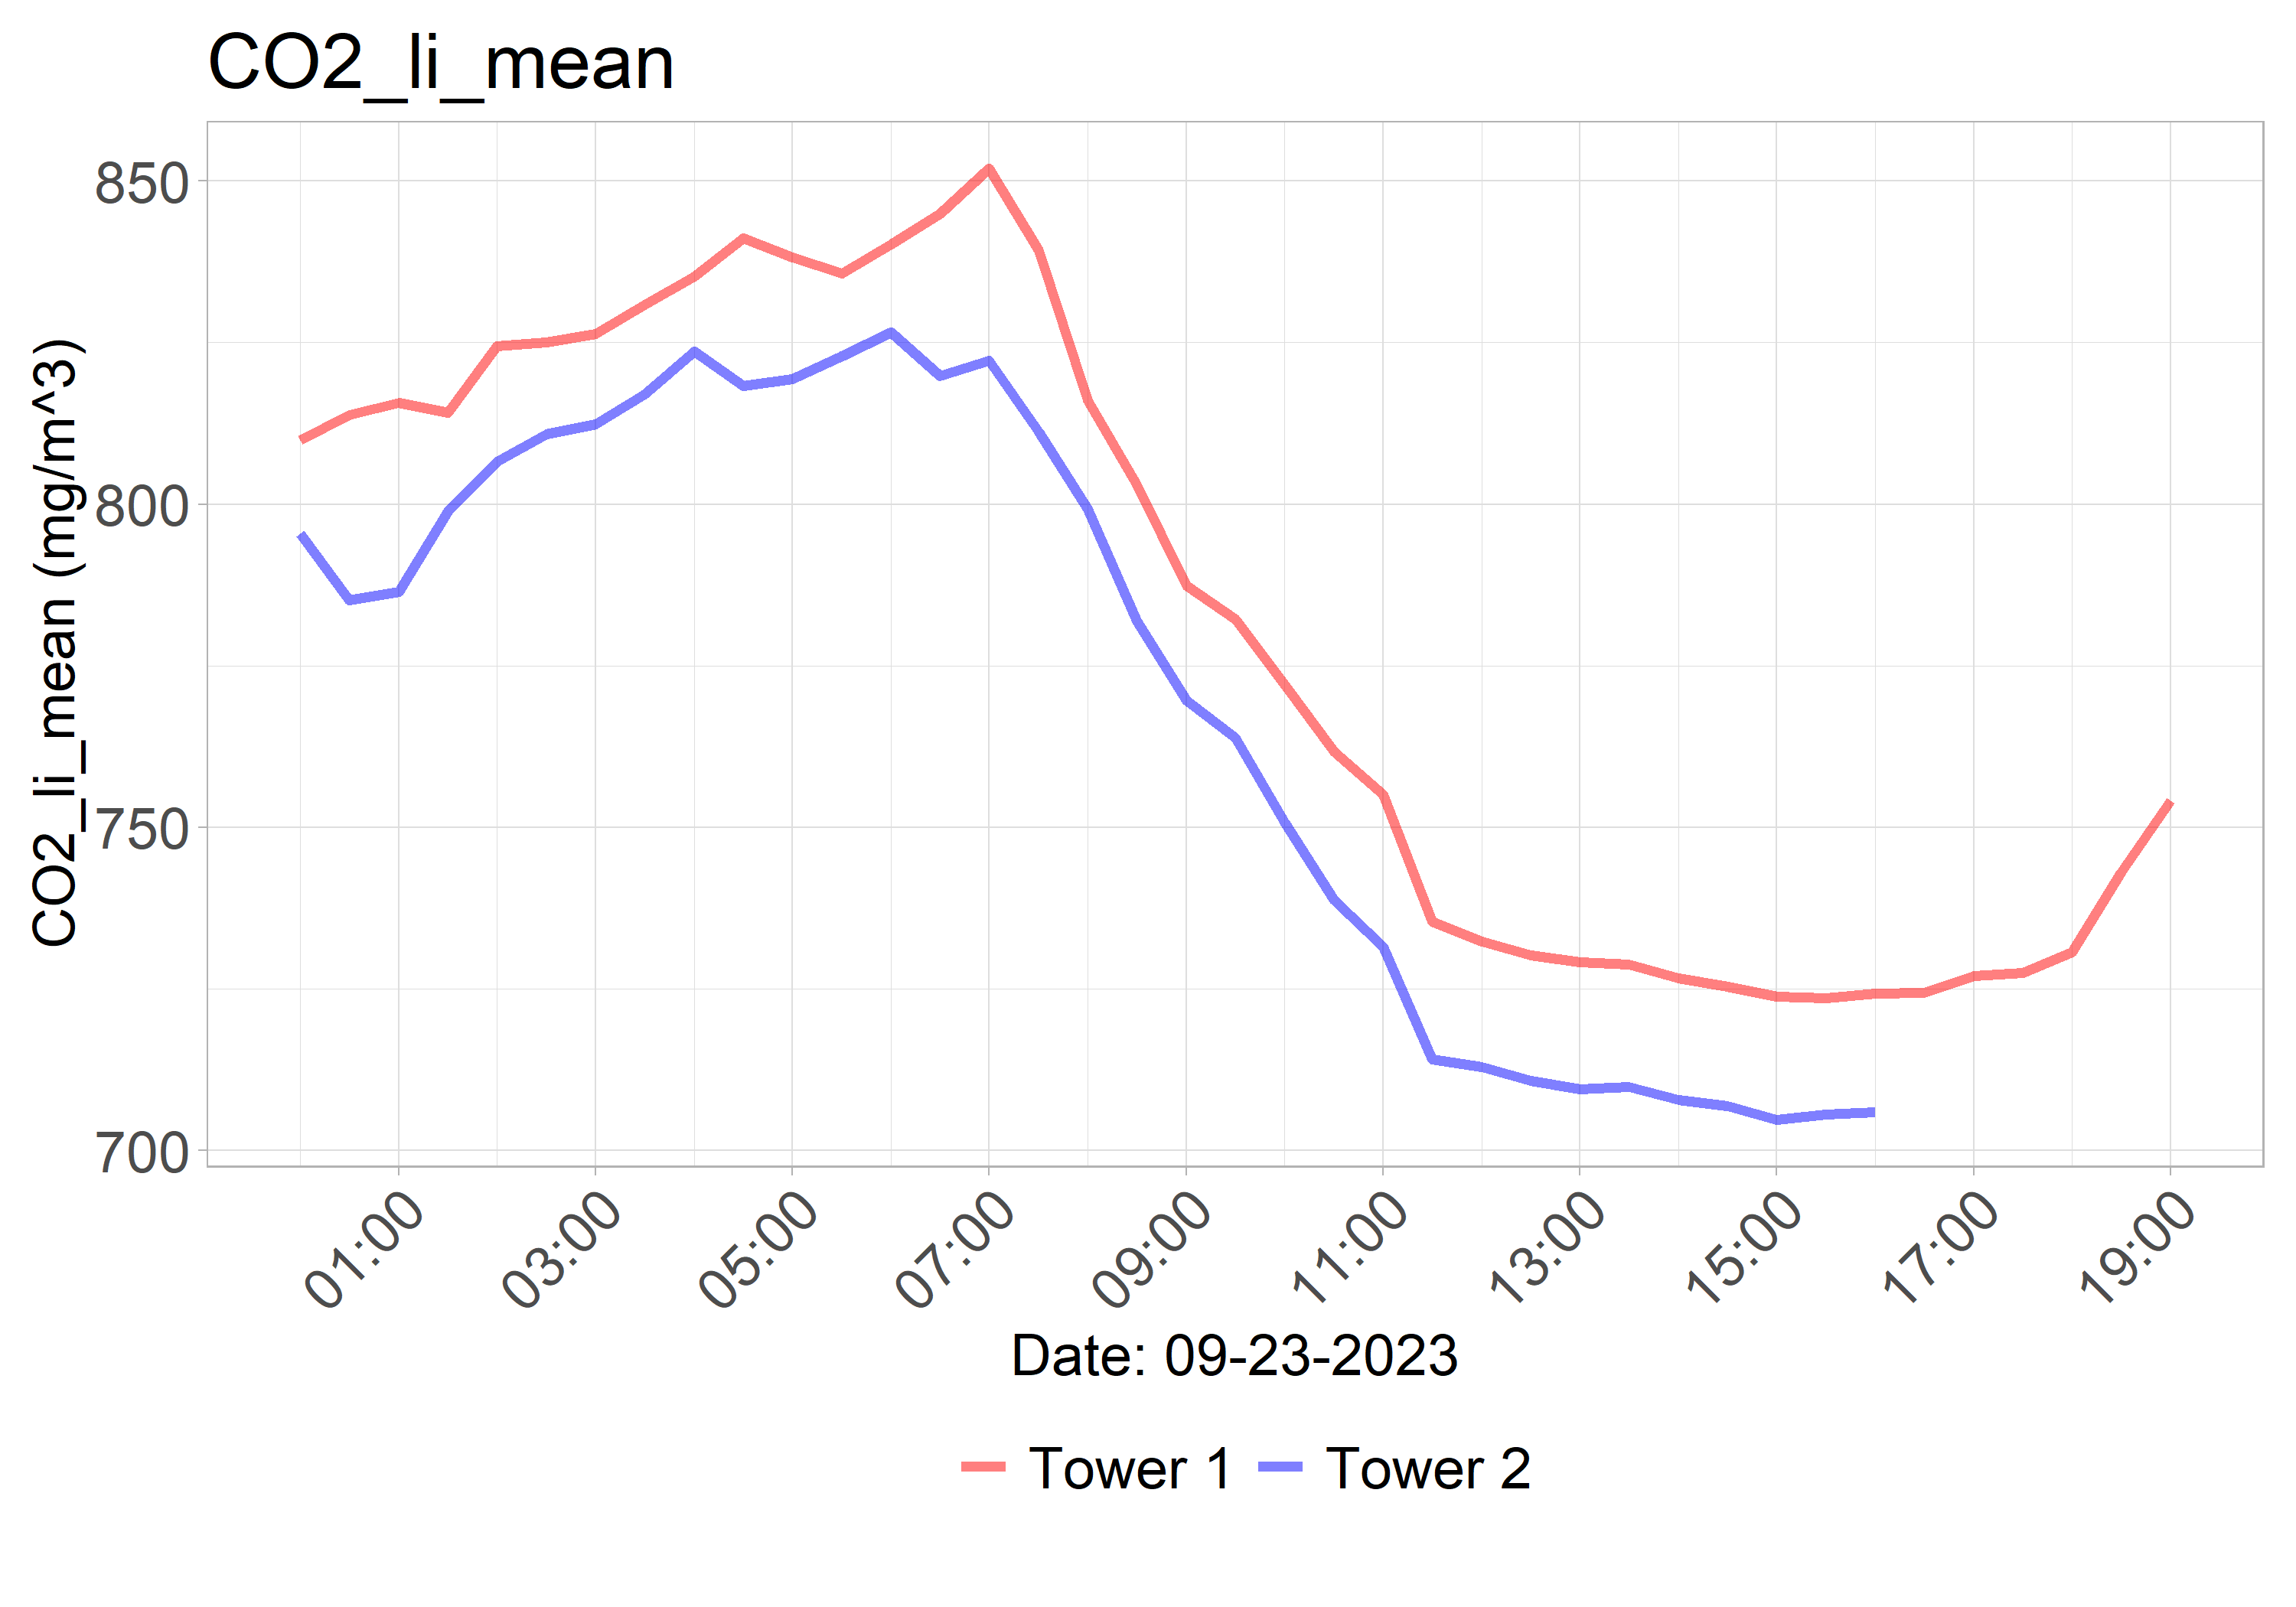 CO2_li_mean
CO2_li_mean (mg/m^3)
850
800
750
700
01:00
03:00
05:00
07:00
09:00
11:00
13:00
15:00
17:00
19:00
Date: 09-23-2023
Tower 1
Tower 2